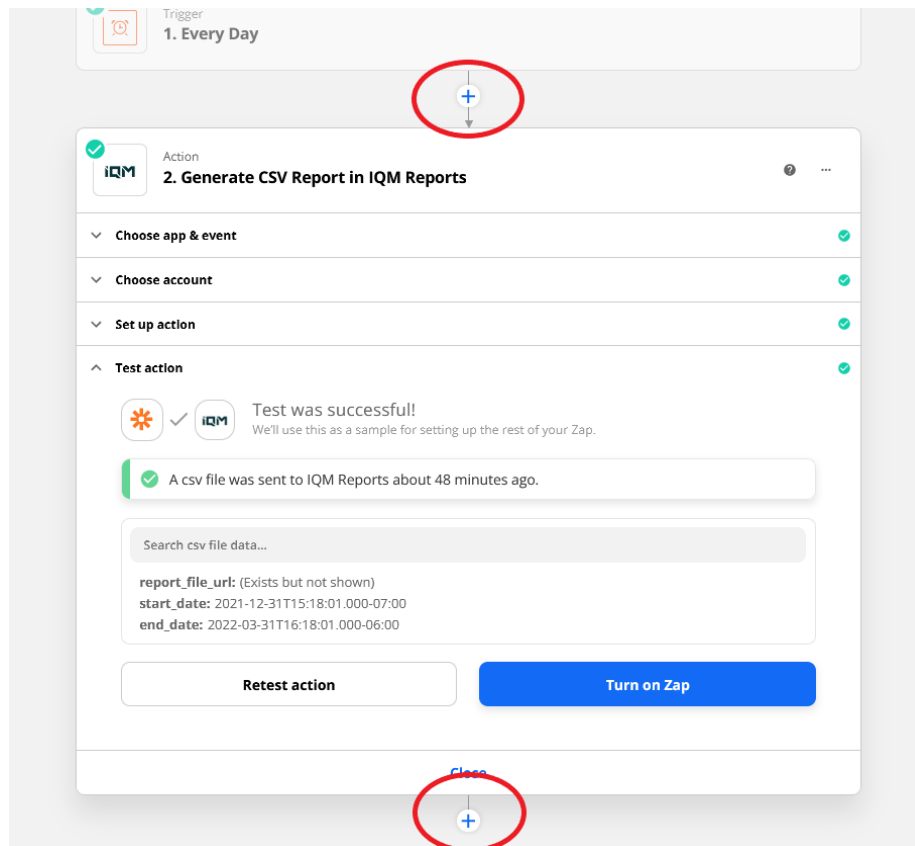 Trigger
1. Every Day
iQM
Action
2. Generate CSV Report in IQM Reports
Choose app & event
Choose account
Set up action
Test action
iQM
Test was successful!
We'll use this as a sample for setting up the rest of your Zap.
A csv file was sent to IQM Reports about 48 minutes ago.
Search csv file data...
report_file_url: (Exists but not shown)
start_date: 2021-12-31T15:18:01.000-07:00
end_date: 2022-03-31T16:18:01.000-06:00
Retest action
Turn on Zap
Close